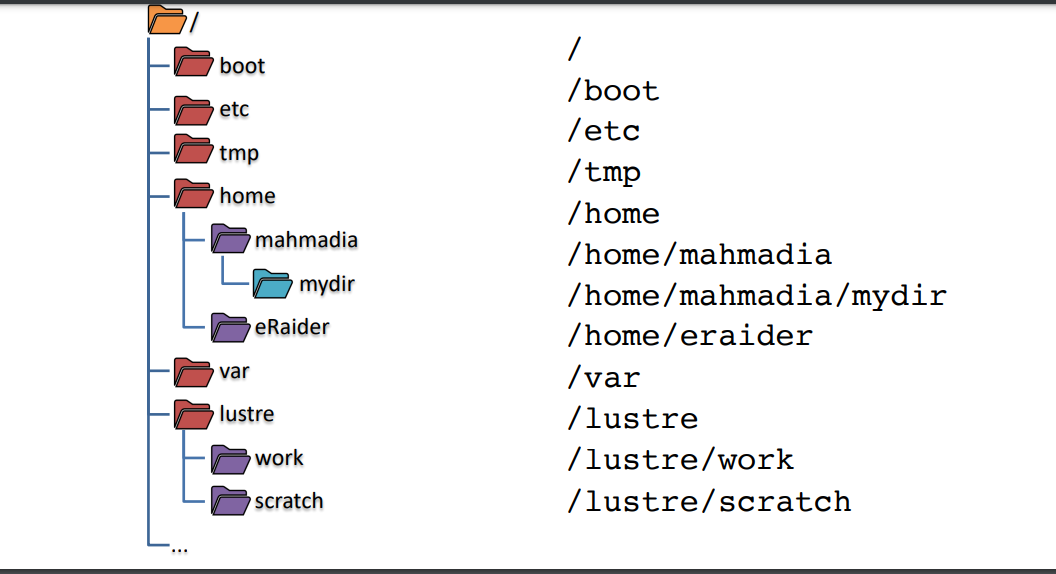 /
boot
etc
tmp
home
mahmadia
mydir
eRaider
var
lustre
work
scratch
...
/
/boot
/etc
/tmp
/home
/home/mahmadia
/home/mahmadia/mydir
/home/eraider
/var
/lustre
/lustre/work
/lustre/scratch